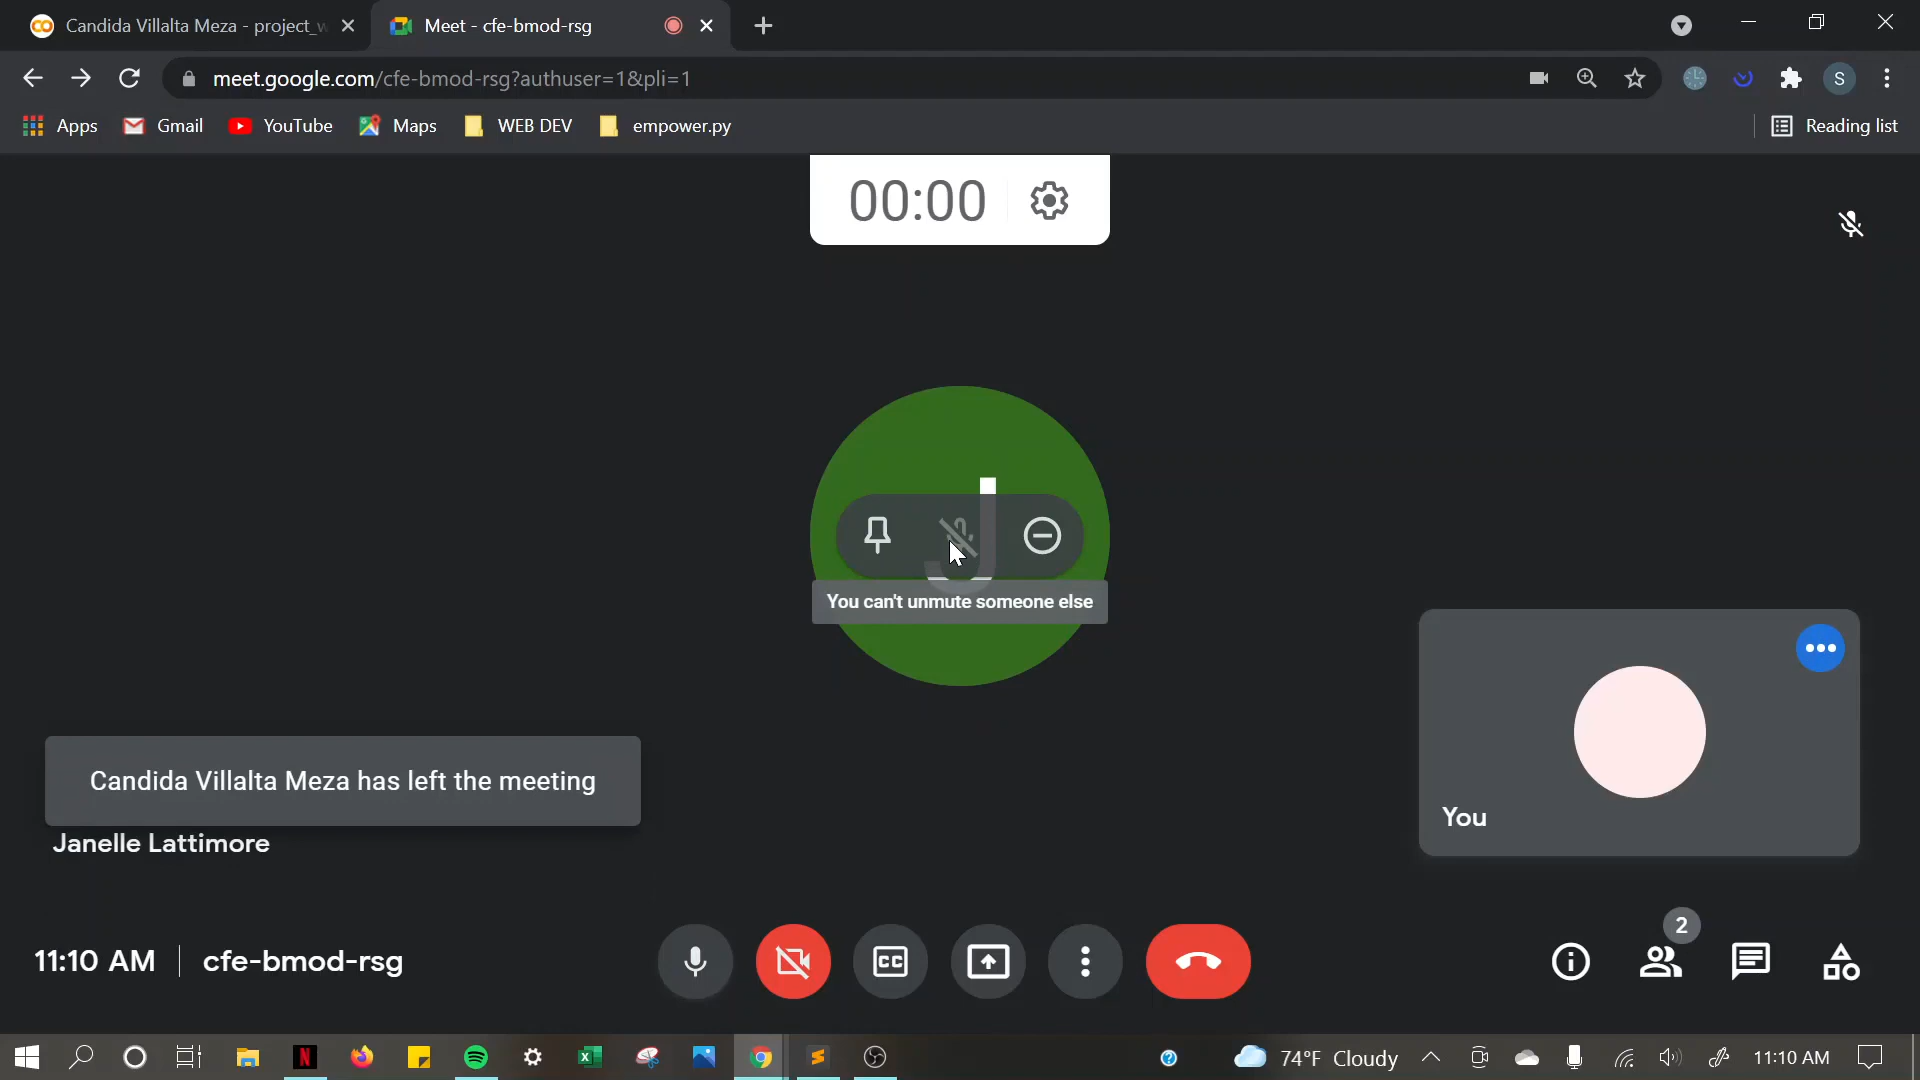 Candida Villalta Meza - project_w
Meet - cfe-bmod-rsg
meet.google.com/cfe-bmod-rsg?authuser=1&pli=1
S
Apps
Gmail
YouTube
Maps
WEB DEV
empower.py
Reading list
00:00
J
You can't unmute someone else
Candida Villalta Meza has left the meeting
Janelle Lattimore
You
11:10 AM
cfe-bmod-rsg
CC
2
74°F Cloudy
11:10 AM